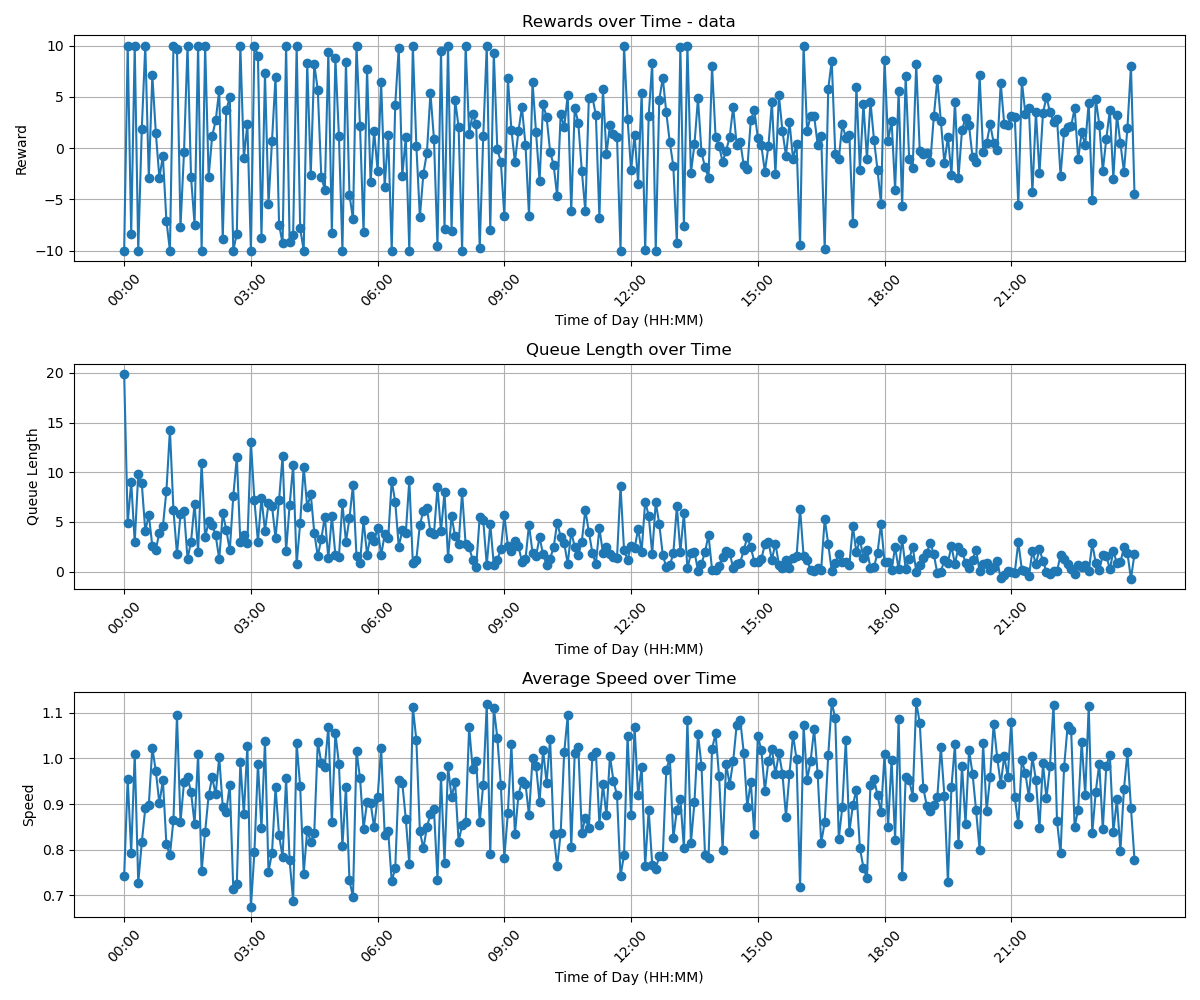 Rewards over Time - data
Reward
10
5
0
−5
−10
00:00 03:00 06:00 09:00 12:00 15:00 18:00 21:00
Time of Day (HH:MM)
Queue Length over Time
Queue Length
20
15
10
5
0
00:00 03:00 06:00 09:00 12:00 15:00 18:00 21:00
Time of Day (HH:MM)
Average Speed over Time
Speed
1.1
1.0
0.9
0.8
0.7
00:00 03:00 06:00 09:00 12:00 15:00 18:00 21:00
Time of Day (HH:MM)